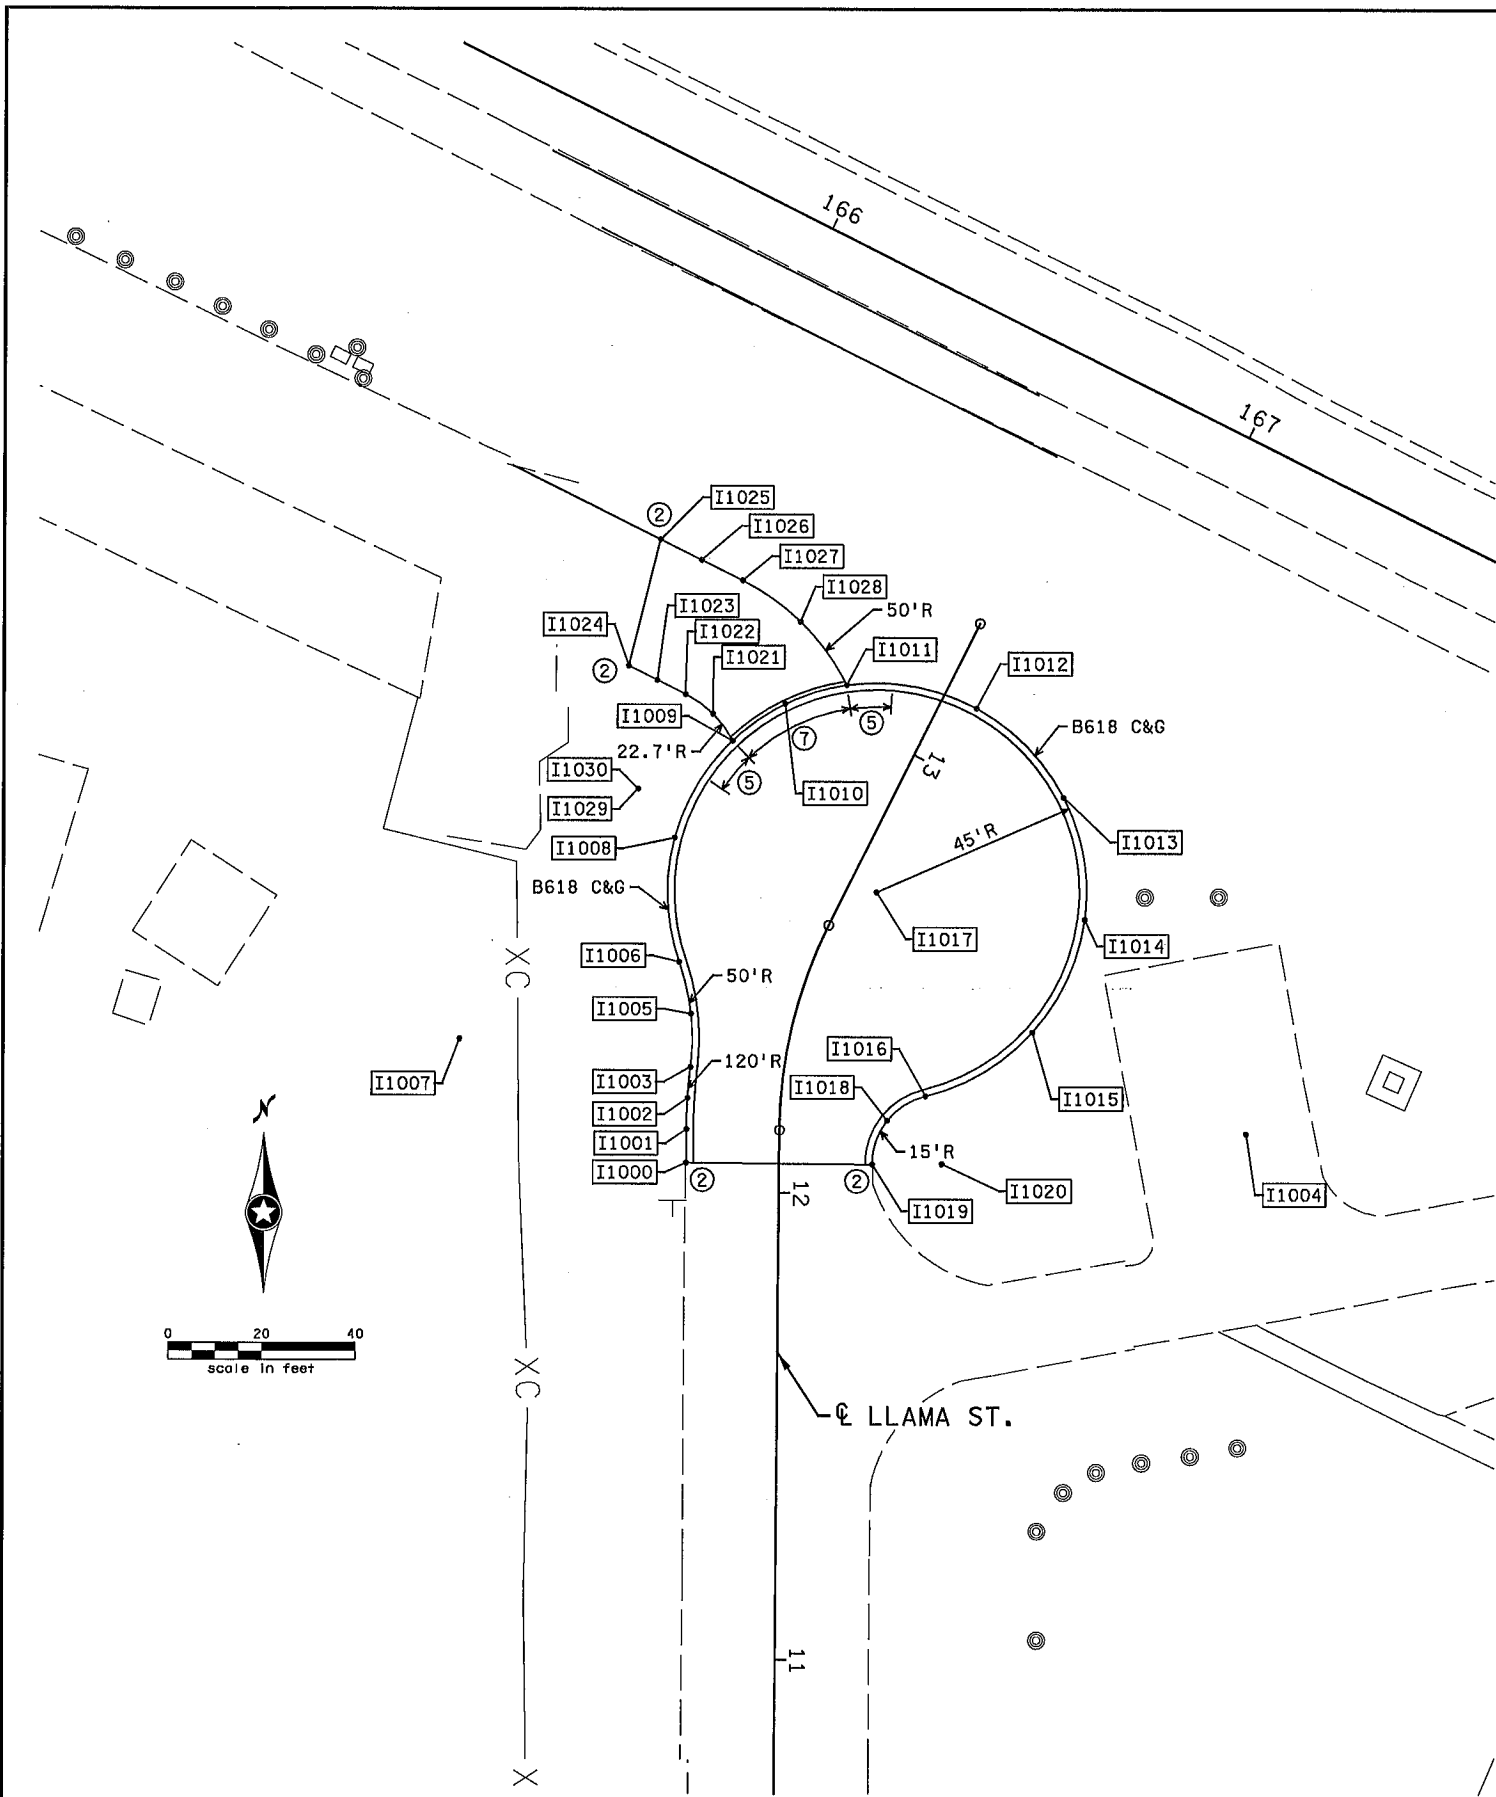 166
167
I1025
2
I1026
I1027
I1028
50'R
I1023
I1024
I1022
I1021
2
I1011
I1012
I1009
5
B618 C&G
7
22.7'R
13
I1030
5
I1010
I1029
45'R
I1013
I1008
B618 C&G
I1017
I1014
I1006
XC
50'R
I1005
I1016
120'R
I1003
I1007
I1018
I1015
I1002
I1001
15'R
N
I1000
2
2
I1020
12
I1004
I1019
T
0 20 40
scale in feet
XC
℄ LLAMA ST.
11
X